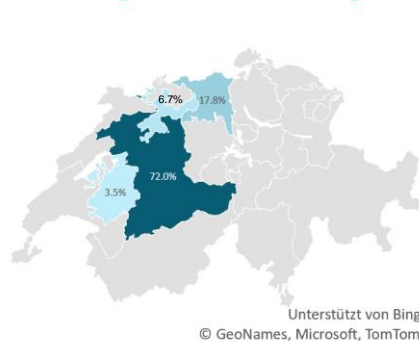 6.7%
17.8%
72.0%
3.5%
Unterstützt von Bing
© GeoNames, Microsoft, TomTom